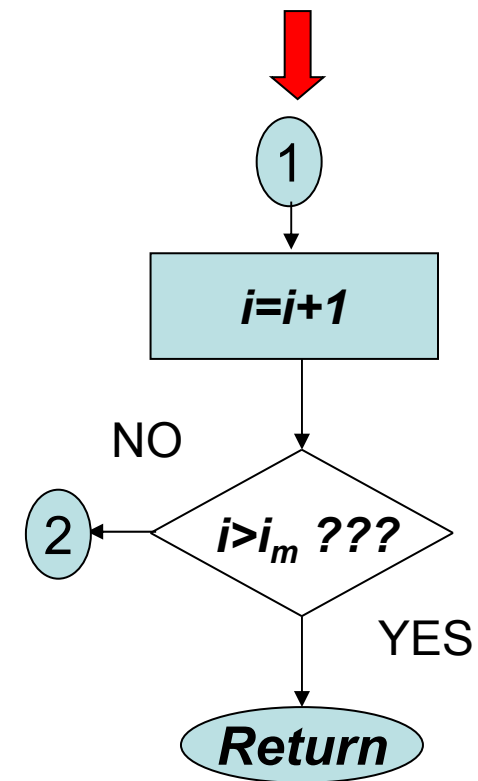 1
i=i+1
NO
2
i>im ???
YES
Return